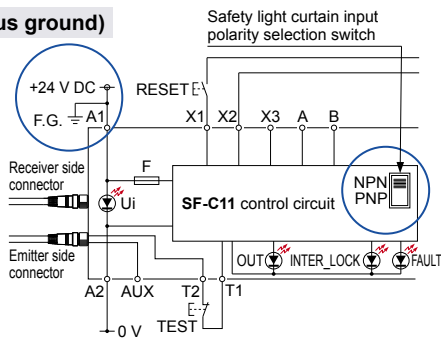 us ground)
Safety light curtain input
polarity selection switch
+24 V DC
RESET
F.G.
A1
X1 X2 X3 A B
Receiver side
connector
F
Ui
SF-C11 control circuit
NPN
PNP
Emitter side
connector
OUT INTER_LOCK FAULT
A2 AUX T2 T1
TEST
0 V